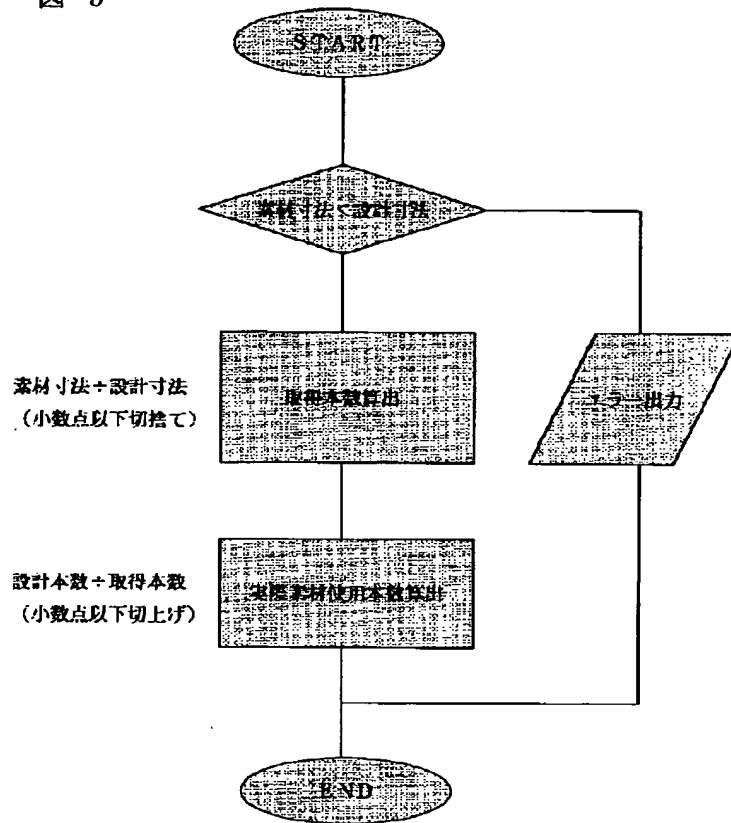 図
START
素材寸法<設計寸法
素材寸法÷設計寸法
(小数点以下切捨て)
取得本数算出
エラー出力
設計本数÷取得本数
(小数点以下切上げ)
実際素材使用本数算出
END